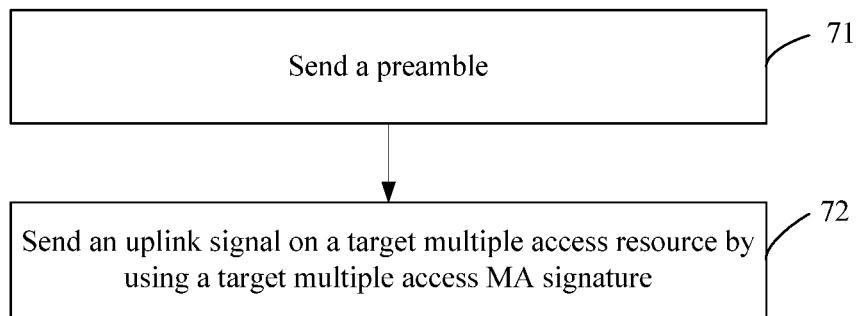 71
Send a preamble
72
Send an uplink signal on a target multiple access resource by
using a target multiple access MA signature